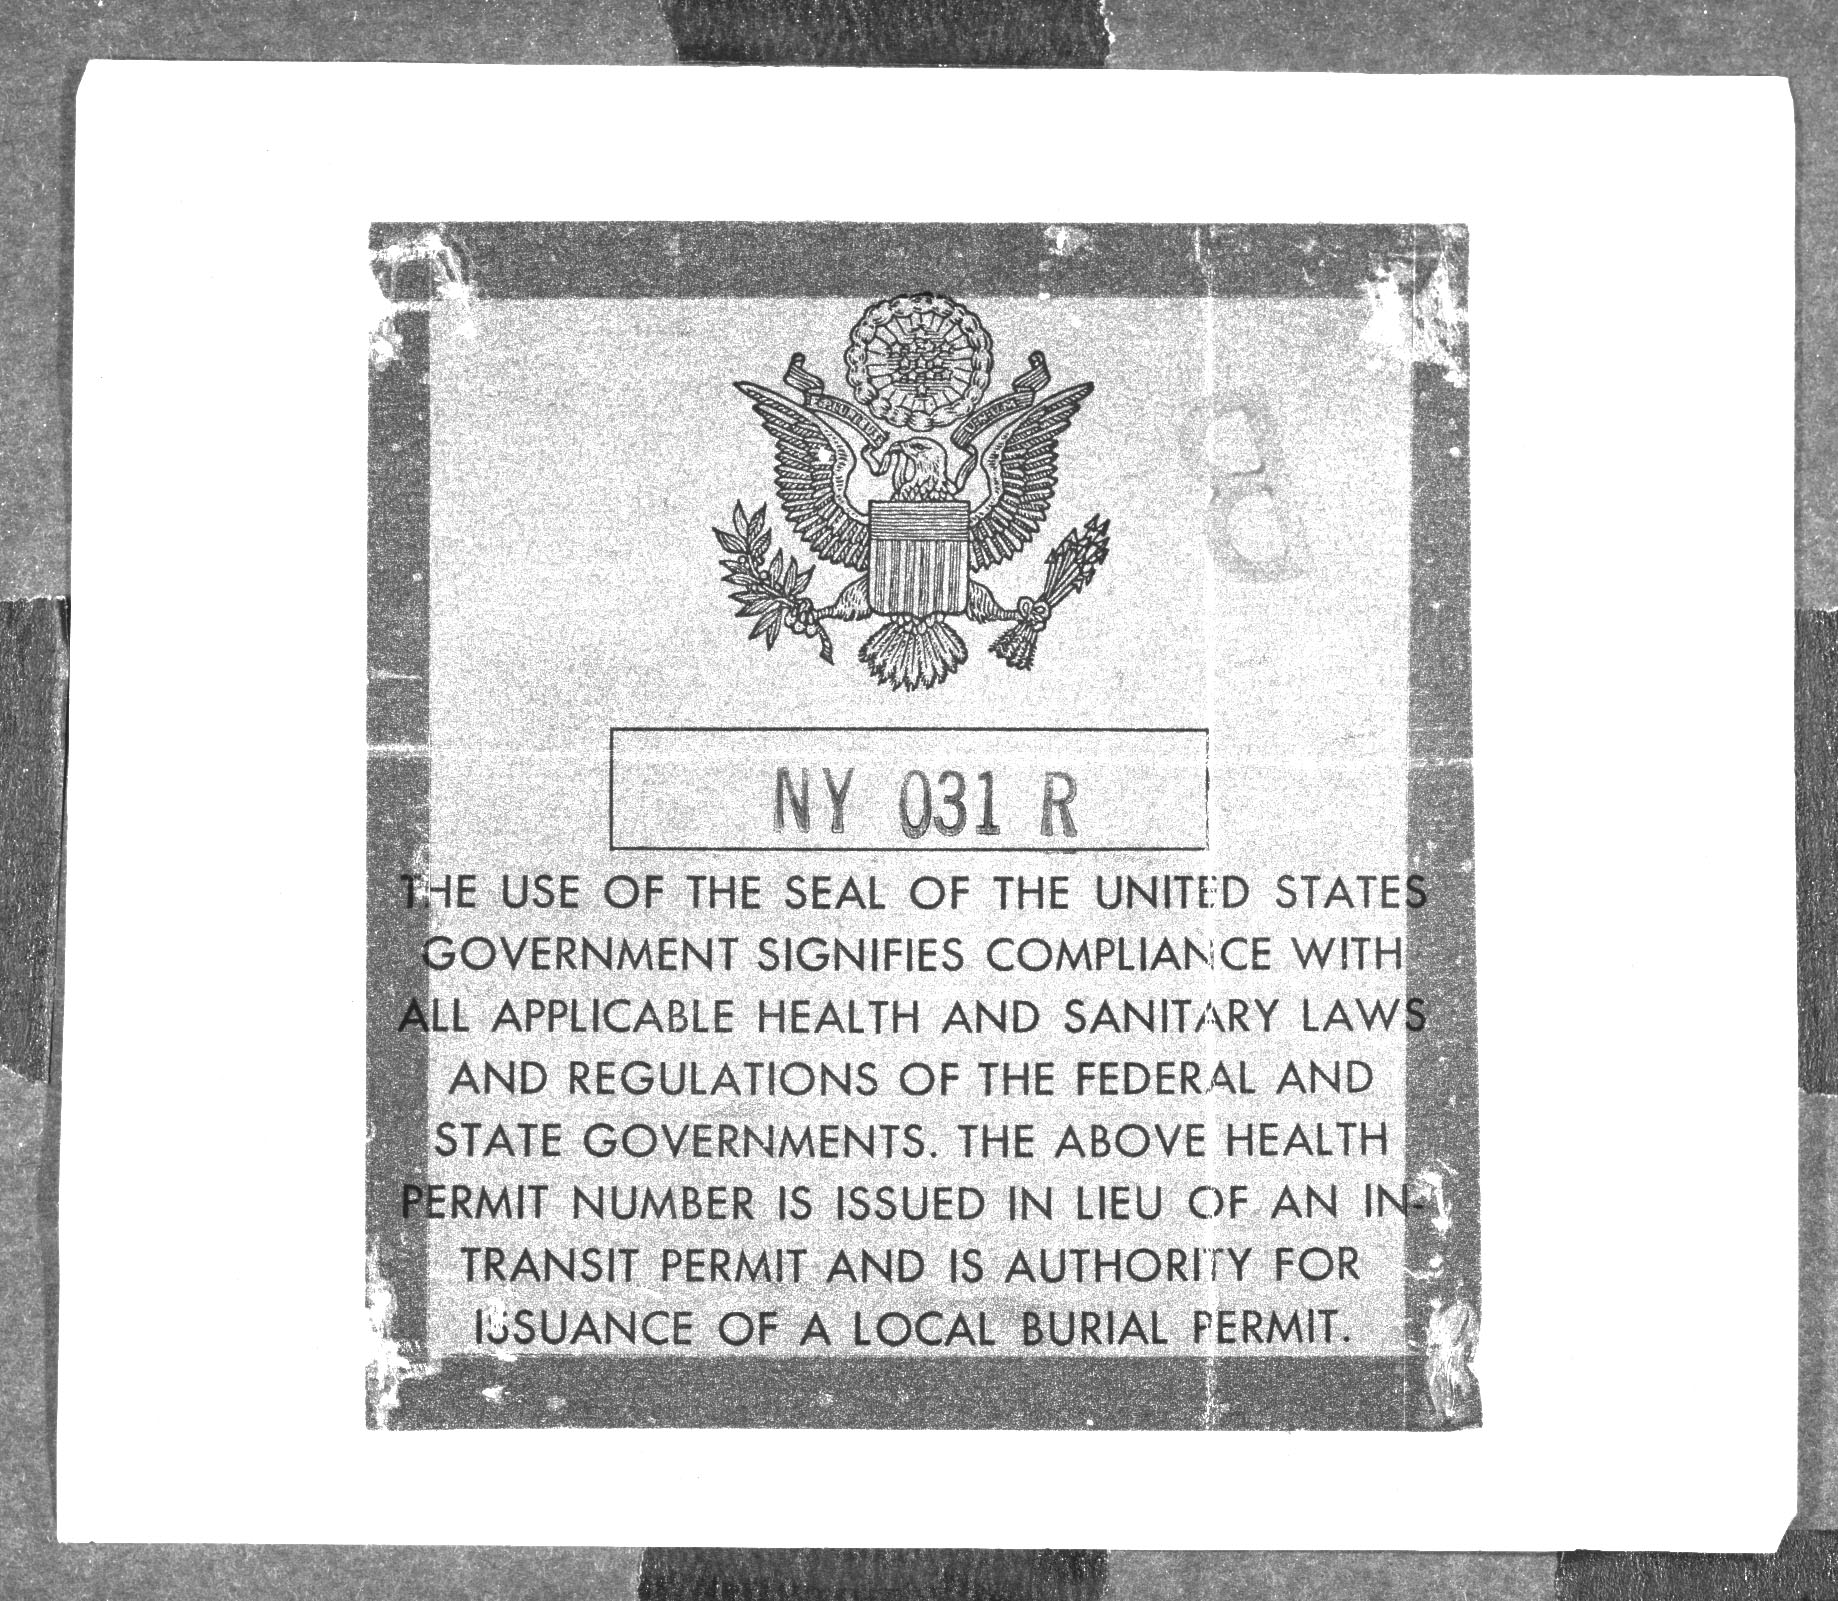 NY 031 R
THE USE OF THE SEAL OF THE UNITED STATES
GOVERNMENT SIGNIFIES COMPLIANCE WITH
ALL APPLICABLE HEALTH AND SANITARY LAWS
AND REGULATIONS OF THE FEDERAL AND
STATE GOVERNMENTS. THE ABOVE HEALTH
PERMIT NUMBER IS ISSUED IN LIEU OF AN IN-
TRANSIT PERMIT AND IS AUTHORITY FOR
ISSUANCE OF A LOCAL BURIAL PERMIT.